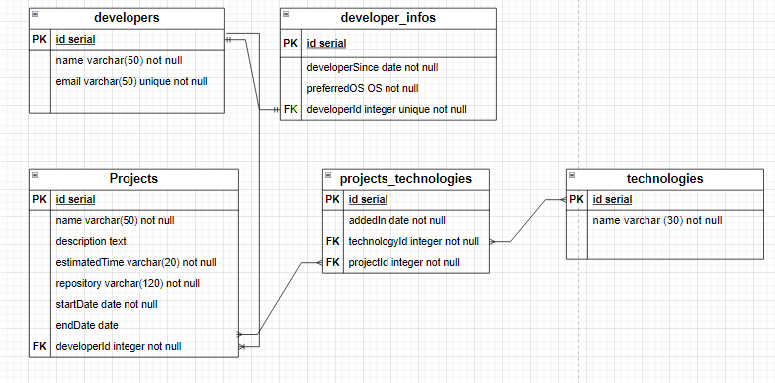 developers
PK id serial
name varchar(50) not null
email varchar(50) unique not null
developer_infos
PK id serial
developerSince date not null
preferredOS OS not null
FK developerId integer unique not null
Projects
PK id serial
name varchar(50) not null
description text
estimatedTime varchar(20) not null
repository varchar(120) not null
startDate date not null
endDate date
FK developerId integer not null
projects_technologies
PK id serial
addedIn date not null
FK technologyId integer not null
FK projectId integer not null
technologies
PK id serial
name varchar (30) not null